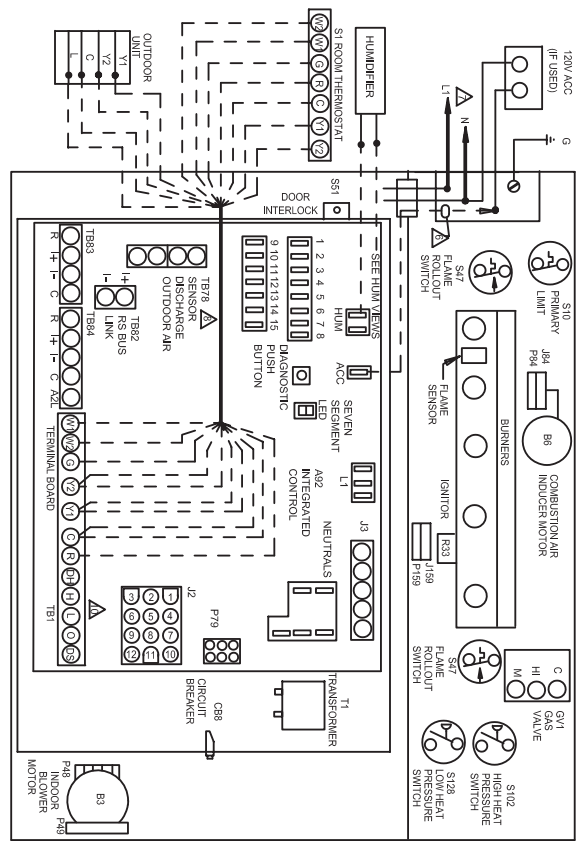 120V ACC
(IF USED)
G
L1
7
N
HUMIDIFIER
S1 ROOM THERMOSTAT
W2
W1
G
R
C
Y1
Y2
OUTDOOR
UNIT
Y1
Y2
C
L
S51
DOOR
INTERLOCK
6
S47
FLAME
ROLLOUT
SWITCH
S10
PRIMARY
LIMIT
J84
P84
B6
COMBUSTION AIR
INDUCER MOTOR
BURNERS
FLAME
SENSOR
IGNITOR
R33
J159
P159
S47
FLAME
ROLLOUT
SWITCH
GV1
GAS
VALVE
C
HI
M
S102
HIGH HEAT
PRESSURE
SWITCH
S128
LOW HEAT
PRESSURE
SWITCH
SEE HUM VIEWS
HUM
ACC
1
2
3
4
5
6
7
8
9
10
11
12
13
14
15
DIAGNOSTIC
PUSH
BUTTON
SEVEN
SEGMENT
LED
L1
A92
INTEGRATED
CONTROL
J3
NEUTRALS
TB83
R
I+
I-
C
TB78
DISCHARGE
SENSOR
OUTDOOR AIR
8
I+
I-
TB82
RS BUS
LINK
TB84
R
I+
I-
C
A2L
TERMINAL BOARD
TB1
W1
W2
G
Y2
Y1
C
R
DH
H
L
O
DS
10
J2
1
2
3
4
5
6
7
8
9
10
11
12
P79
T1
TRANSFORMER
CB8
CIRCUIT
BREAKER
P48
B3
P49
INDOOR
BLOWER
MOTOR